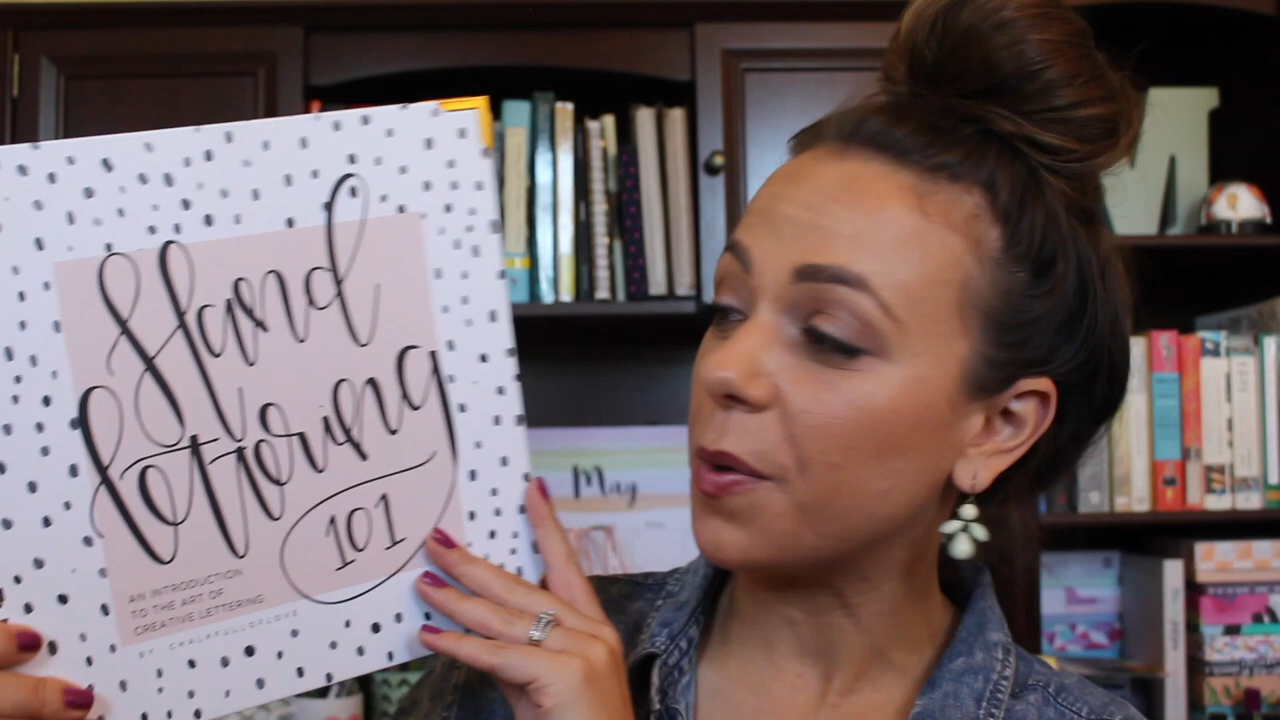 Hand
lettering
101
AN INTRODUCTION
TO THE ART OF
CREATIVE LETTERING
BY: CHALKFULLOFLOVE
May